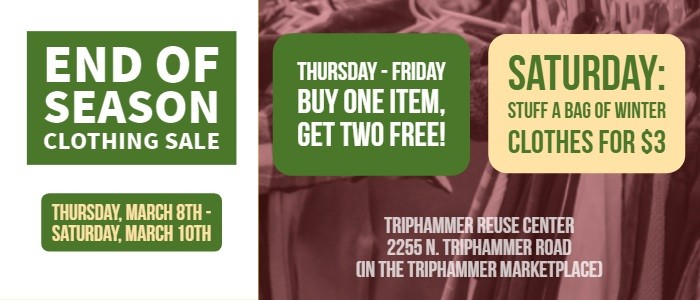 END OF
SEASON
CLOTHING SALE
THURSDAY, MARCH 8TH -
SATURDAY, MARCH 10TH
THURSDAY - FRIDAY
BUY ONE ITEM,
GET TWO FREE!
SATURDAY:
STUFF A BAG OF WINTER
CLOTHES FOR $3
TRIPHAMMER REUSE CENTER
2255 N. TRIPHAMMER ROAD
(IN THE TRIPHAMMER MARKETPLACE)